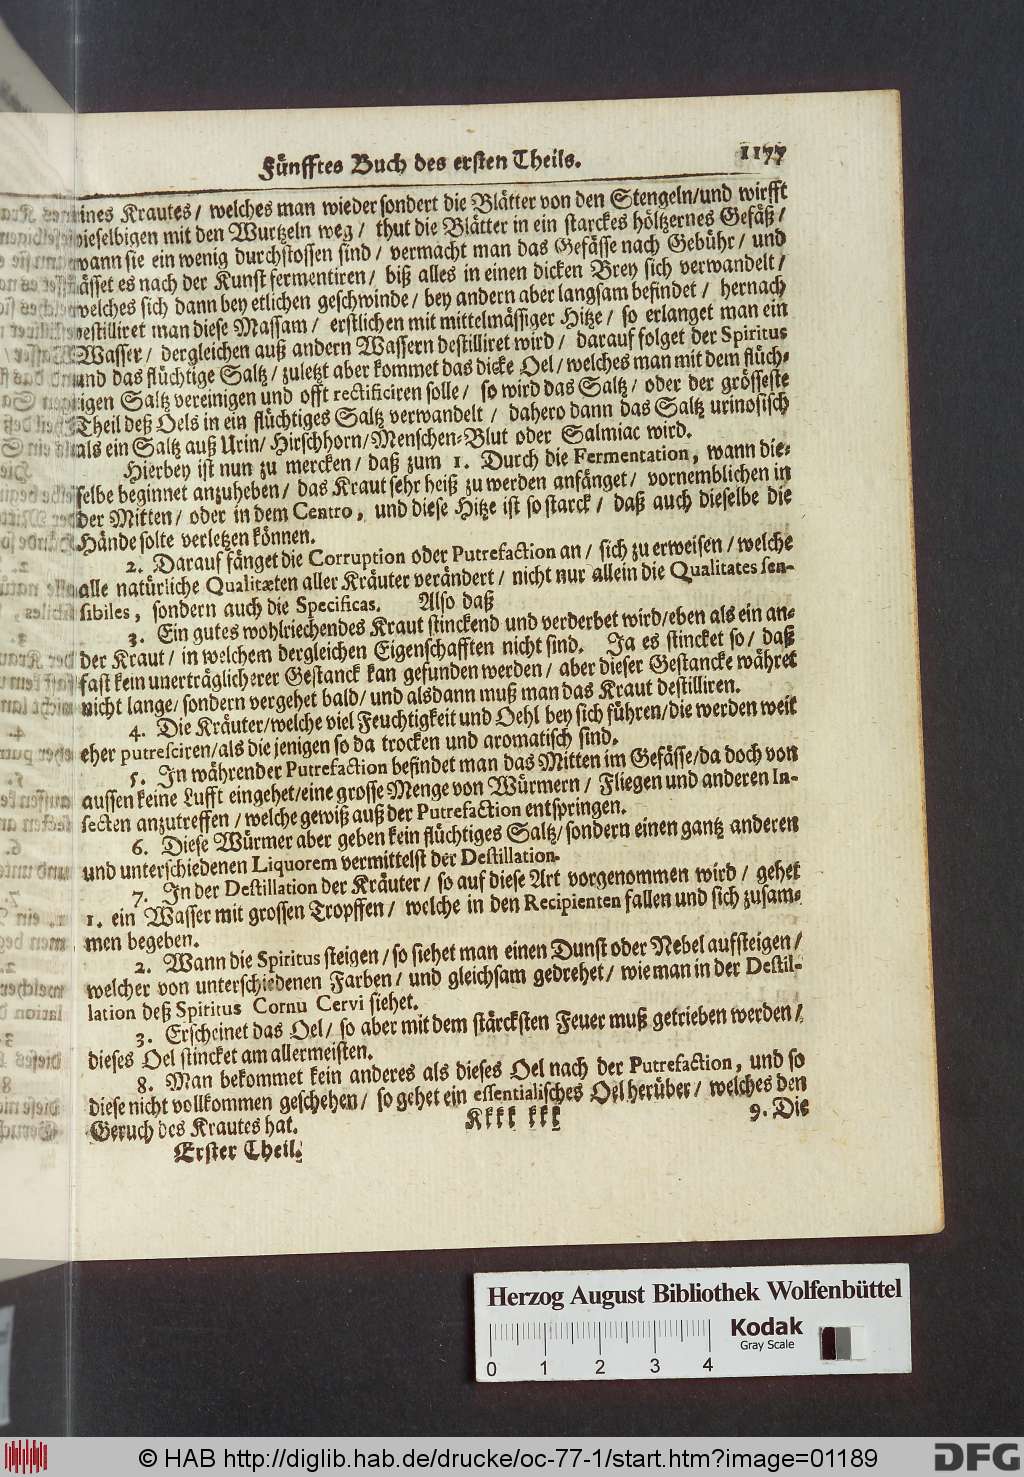 Fünfftes Buch des ersten Theils. 1177
ines Krautes / welches man wieder sondert die Blätter von den Stengeln/und wirfft
ieselbigen mit den Wurtzeln weg / thut die Blätter in ein starckes höltzernes Gefäß /
wann sie ein wenig durchstossen sind / vermacht man das Gefässe nach Gebühr / und
ässet es nach der Kunst fermentiren / biß alles in einen dicken Brey sich verwandelt /
welches sich dann bey etlichen geschwinde / bey andern aber langsam befindet / hernach
destilliret man diese Massam / erstlichen mit mittelmässiger Hitze / so erlanget man ein
Wasser / dergleichen auß andern Wassern destilliret wird / darauf folget der Spiritus
und das flüchtige Saltz / zuletzt aber kommet das dicke Oel / welches man mit dem flüch-
igen Saltz vereinigen und offt rectificiren solle / so wird das Saltz / oder der grösseste
Theil deß Oels in ein flüchtiges Saltz verwandelt / dahero dann das Saltz urinosisch
als ein Saltz auß Urin/ Hirschhorn/Menschen-Blut oder Salmiac wird.
Hierbey ist nun zu mercken / daß zum 1. Durch die Fermentation, wann die-
selbe beginnet anzuheben / das Kraut sehr heiß zu werden anfänget / vornemblichen in
der Mitten / oder in dem Centro, und diese Hitze ist so starck / daß auch dieselbe die
Hände solte verletzen können.
2. Darauf fänget die Corruption oder Putrefaction an / sich zu erweisen / welche
alle natürliche Qualitæten aller Kräuter verändert / nicht nur allein die Qualitates sen-
sibiles, sondern auch die Specificas. Also daß
3. Ein gutes wohlriechendes Kraut stinckend und verderbet wird/eben als ein an-
der Kraut / in welchem dergleichen Eigenschafften nicht sind. Ja es stincket so / daß
fast kein unerträglicherer Gestanck kan gefunden werden / aber dieser Gestancke währet
nicht lange/ sondern vergehet bald/ und alsdann muß man das Kraut destilliren.
4. Die Kräuter/welche viel Feuchtigkeit und Oehl bey sich führen/die werden weit
eher putresciren/als die jenigen so da trocken und aromatisch sind.
5. In währender Putrefaction befindet man das Mitten im Gefässe/da doch von
aussen keine Lufft eingehet/eine grosse Menge von Würmern / Fliegen und anderen In-
secten anzutreffen / welche gewiß auß der Putrefaction entspringen.
6. Diese Würmer aber geben kein flüchtiges Saltz/sondern einen gantz anderen
und unterschiedenen Liquorem vermittelst der Destillation.
7. In der Destillation der Kräuter / so auf diese Art vorgenommen wird / gehet
1. ein Wasser mit grossen Tropffen / welche in den Recipienten fallen und sich zusam-
men begeben.
2. Wann die Spiritus steigen / so siehet man einen Dunst oder Nebel aufsteigen /
welcher von unterschiedenen Farben / und gleichsam gedrehet / wie man in der Destil-
lation deß Spiritus Cornu Cervi siehet.
3. Erscheinet das Oel / so aber mit dem stärcksten Feuer muß getrieben werden /
dieses Oel stincket am allermeisten.
8. Man bekommet kein anderes als dieses Oel nach der Putrefaction, und so
diese nicht vollkommen geschehen / so gehet ein essentialisches Oel herüber / welches den
Geruch des Krautes hat.
Erster Theil. Kkkk kkk 9. Die
Herzog August Bibliothek Wolfenbüttel
Kodak
Gray Scale
0 1 2 3 4
© HAB http://diglib.hab.de/drucke/oc-77-1/start.htm?image=01189
DFG